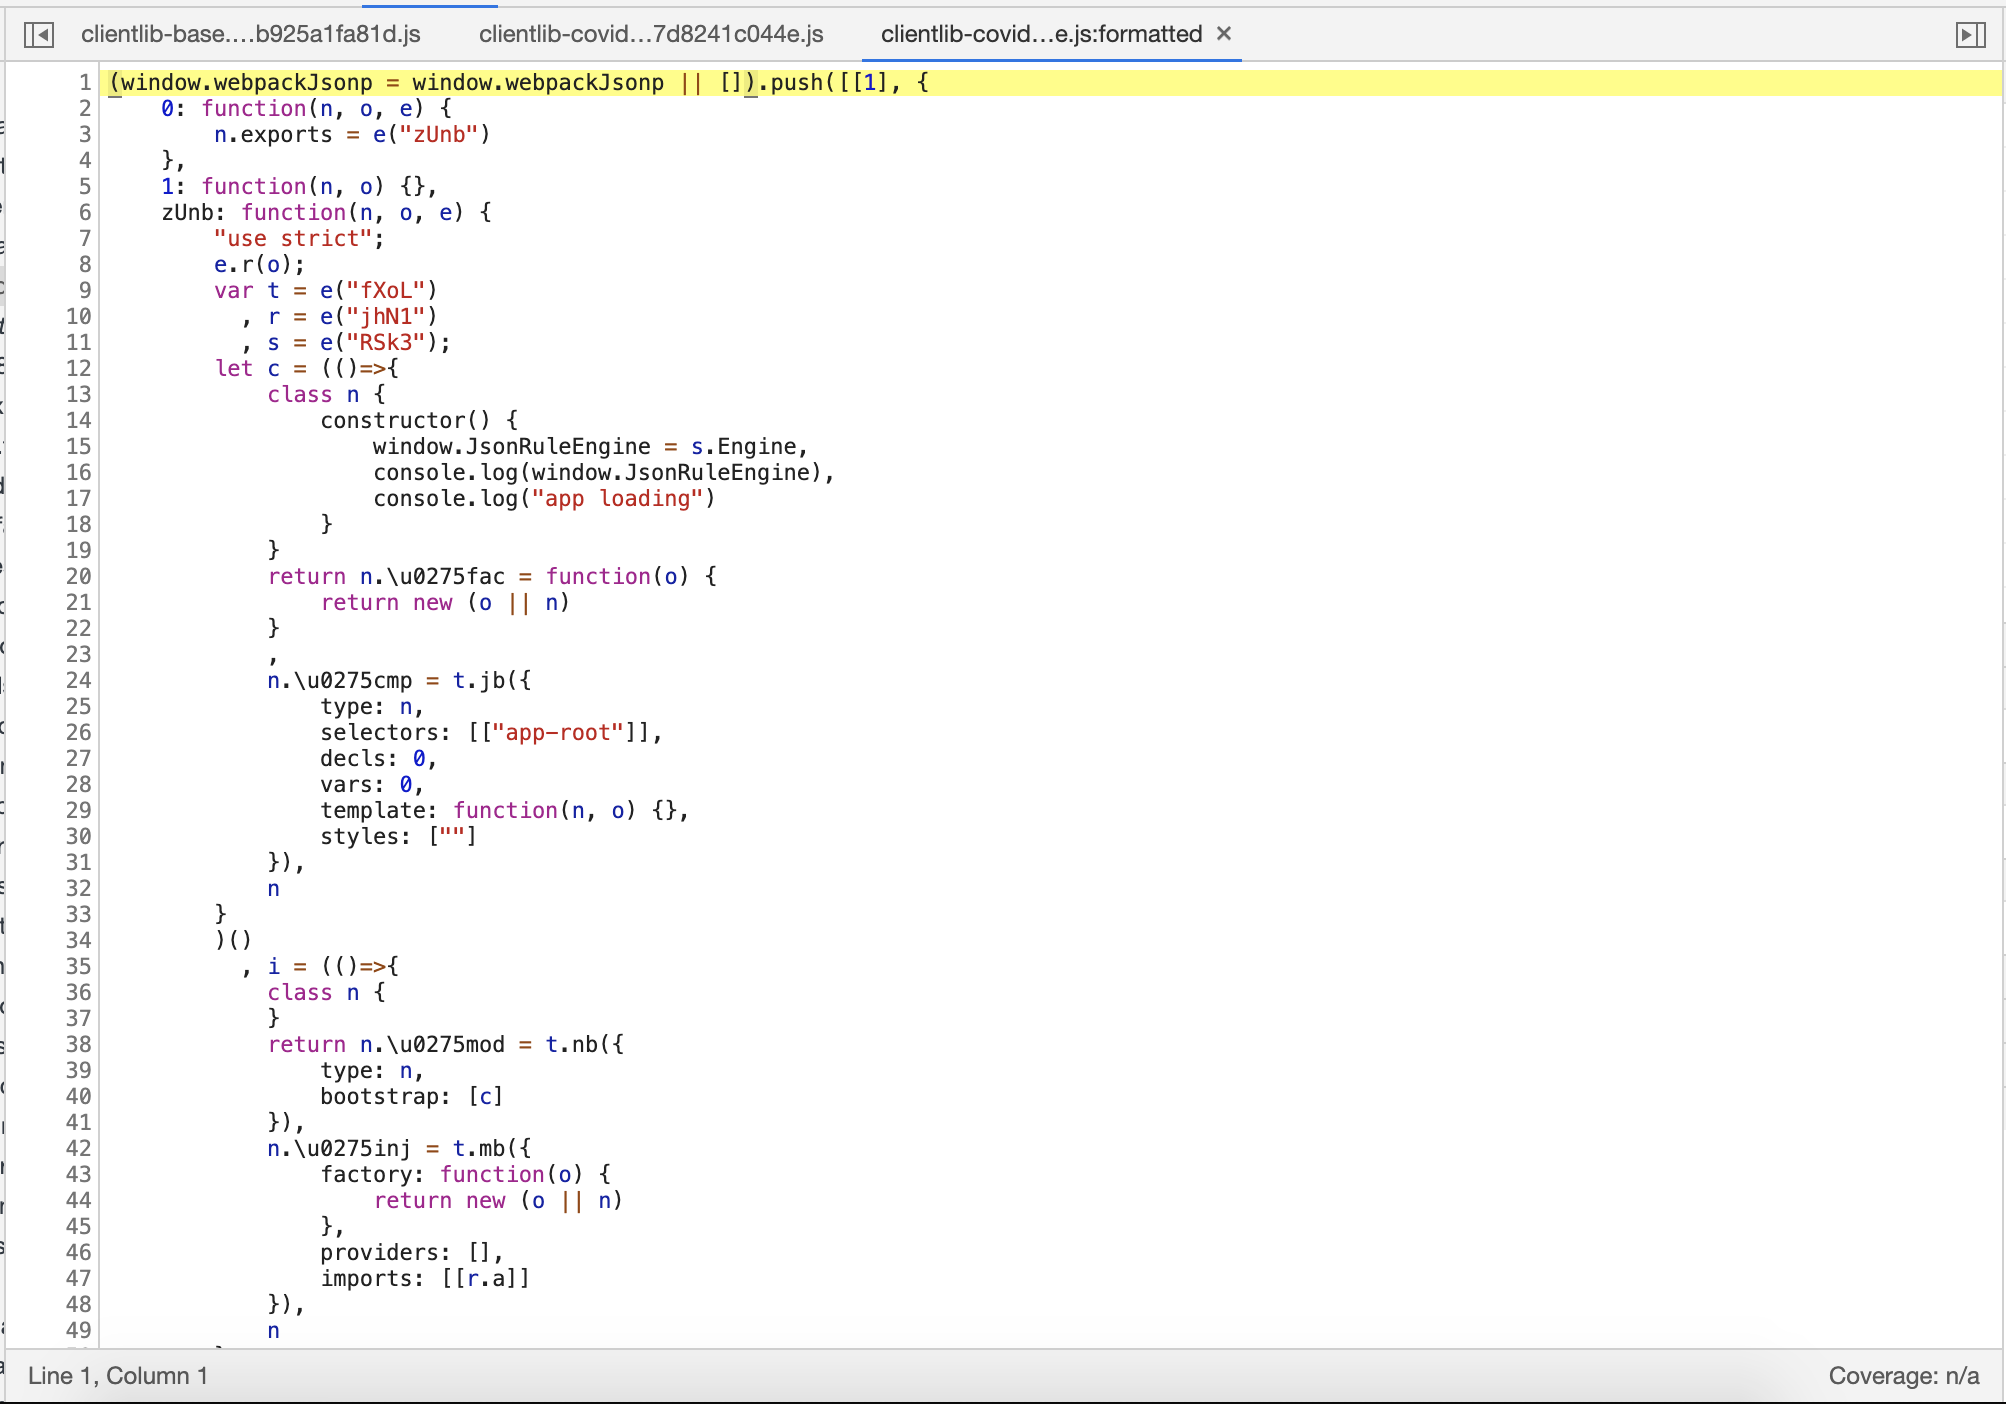 clientlib-base....b925a1fa81d.js clientlib-covid...7d8241c044e.js clientlib-covid...e.js:formatted ×
1 (window.webpackJsonp = window.webpackJsonp || []).push([[1], {
2 0: function(n, o, e) {
3 n.exports = e("zUnb")
4 },
5 1: function(n, o) {},
6 zUnb: function(n, o, e) {
7 "use strict";
8 e.r(o);
9 var t = e("fXoL")
10 , r = e("jhN1")
11 , s = e("RSk3");
12 let c = (()=>{
13 class n {
14 constructor() {
15 window.JsonRuleEngine = s.Engine,
16 console.log(window.JsonRuleEngine),
17 console.log("app loading")
18 }
19 }
20 return n.\u0275fac = function(o) {
21 return new (o || n)
22 }
23 ,
24 n.\u0275cmp = t.jb({
25 type: n,
26 selectors: [["app-root"]],
27 decls: 0,
28 vars: 0,
29 template: function(n, o) {},
30 styles: [""]
31 }),
32 n
33 }
34 )()
35 , i = (()=>{
36 class n {
37 }
38 return n.\u0275mod = t.nb({
39 type: n,
40 bootstrap: [c]
41 }),
42 n.\u0275inj = t.mb({
43 factory: function(o) {
44 return new (o || n)
45 },
46 providers: [],
47 imports: [[r.a]]
48 }),
49 n
Line 1, Column 1 Coverage: n/a